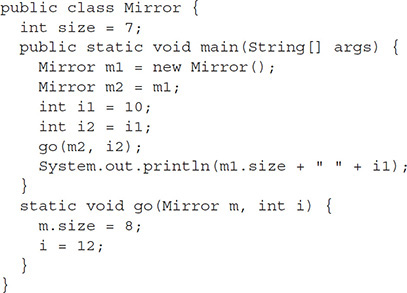 public class Mirror {
  int size = 7;
  public static void main(String[] args) {
    Mirror m1 = new Mirror();
    Mirror m2 = m1;
    int i1 = 10;
    int i2 = i1;
    go(m2, i2);
    System.out.println(m1.size + " " + i1);
  }
  static void go(Mirror m, int i) {
    m.size = 8;
    i = 12;
  }
}